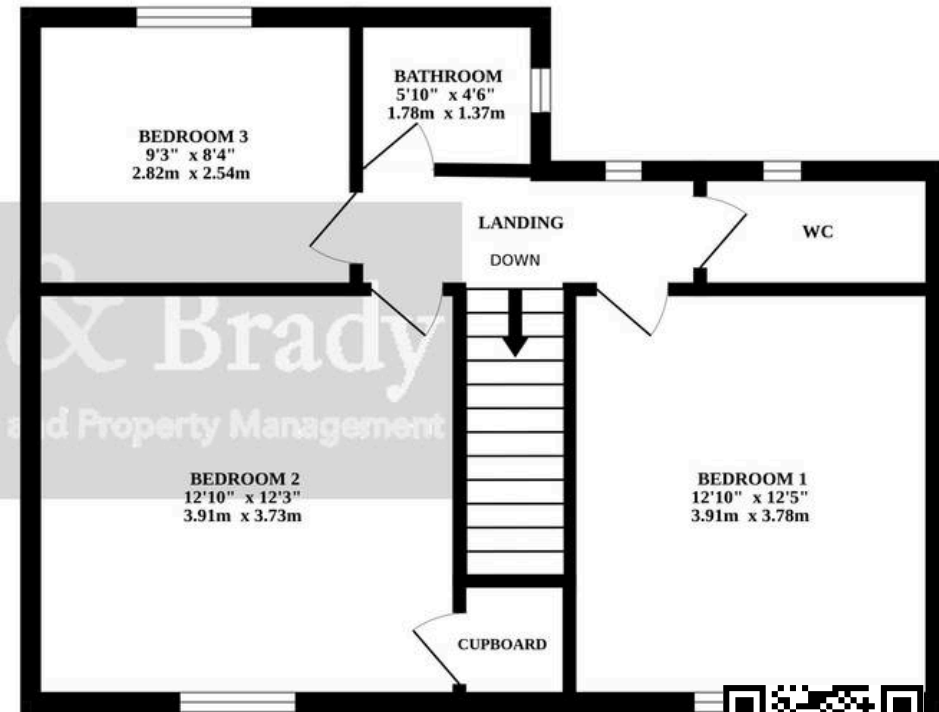 BATHROOM
5'10" x 4'6"
1.78m x 1.37m
BEDROOM 3
9'3" x 8'4"
2.82m x 2.54m
LANDING
DOWN
WC
& Brady
and Property Management
BEDROOM 2
12'10" x 12'3"
3.91m x 3.73m
BEDROOM 1
12'10" x 12'5"
3.91m x 3.78m
CUPBOARD